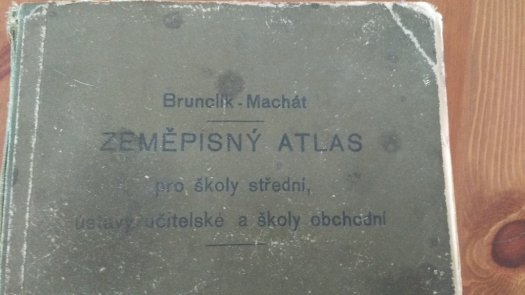 Brunclík - Machát
ZEMĚPISNÝ ATLAS
pro školy střední,
ústavy učitelské a školy obchodní